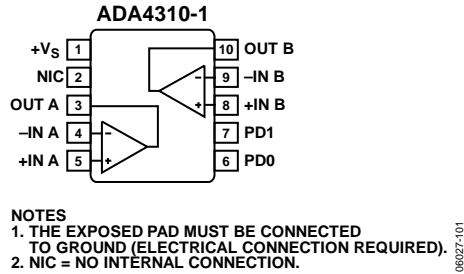 ADA4310-1
+VS 1
NIC 2
OUT A 3
–IN A 4
+IN A 5
10 OUT B
9 –IN B
8 +IN B
7 PD1
6 PD0
– +
– +
NOTES
1. THE EXPOSED PAD MUST BE CONNECTED
TO GROUND (ELECTRICAL CONNECTION REQUIRED).
2. NIC = NO INTERNAL CONNECTION.
06027-101